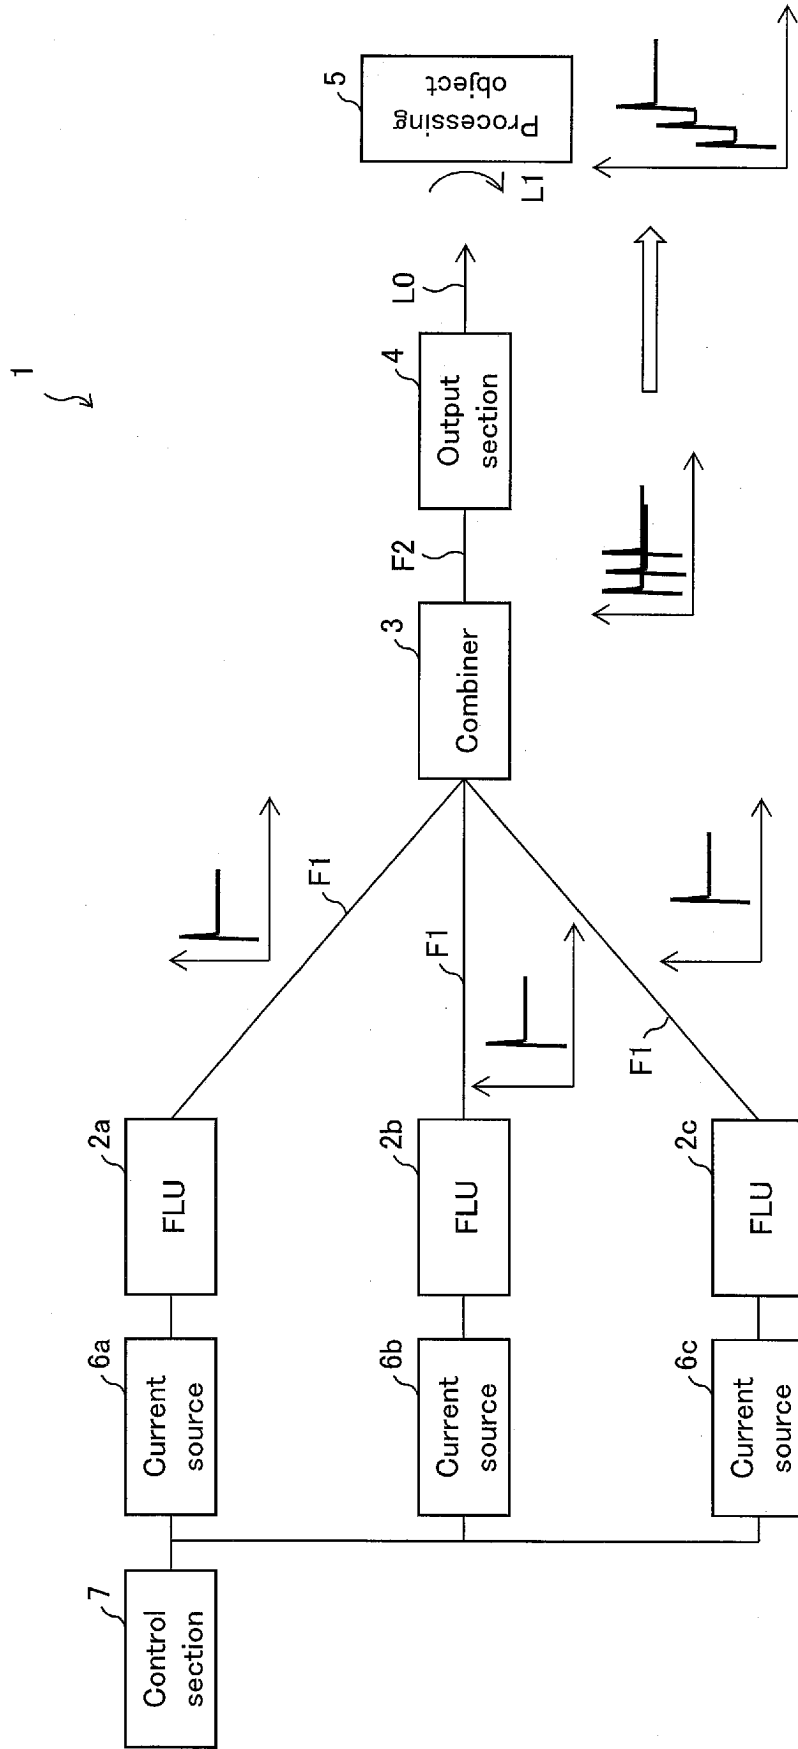 1
7
Control
section
6a
Current
source
2a
FLU
F1
6b
Current
source
2b
FLU
F1
6c
Current
source
2c
FLU
F1
3
Combiner
F2
4
Output
section
L0
L1
5
Processing
object